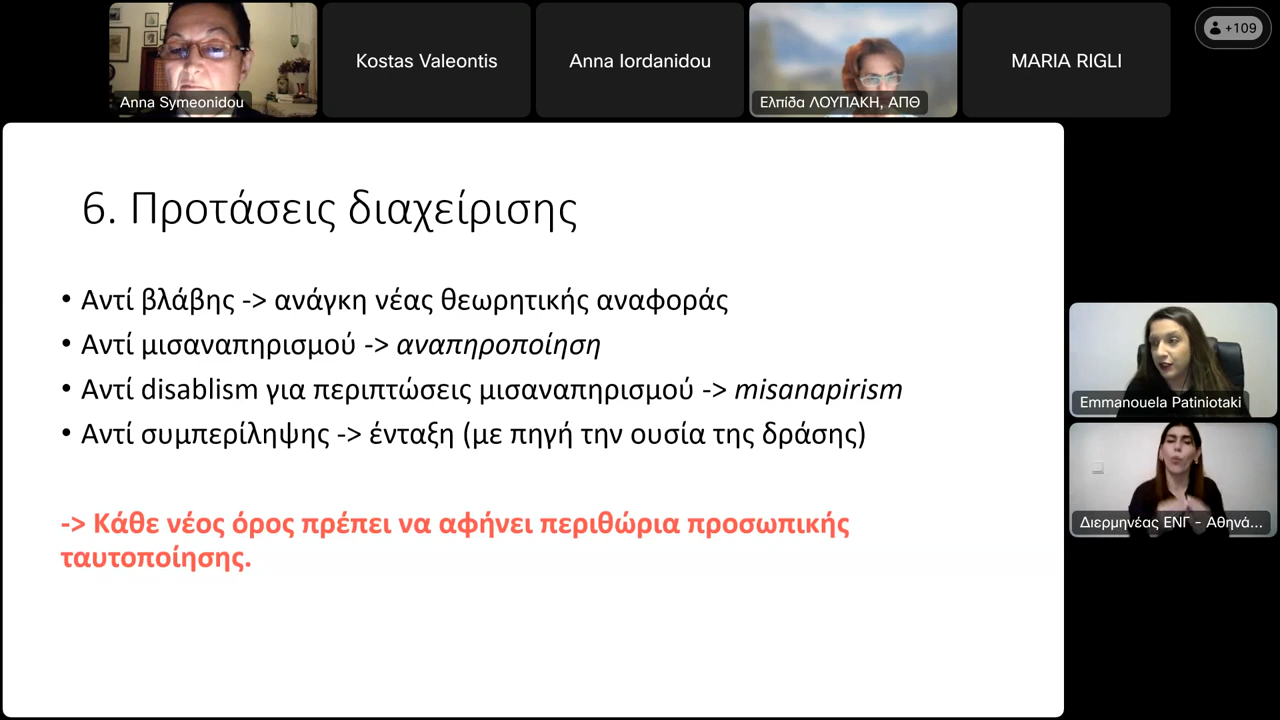 Anna Symeonidou
Kostas Valeontis
Anna Iordanidou
Ελπίδα ΛΟΥΠΑΚΗ, ΑΠΘ
MARIA RIGLI
+109
6. Προτάσεις διαχείρισης
• Αντί βλάβης -> ανάγκη νέας θεωρητικής αναφοράς
• Αντί μισαναπηρισμού -> αναπηροποίηση
• Αντί disablism για περιπτώσεις μισαναπηρισμού -> misanapirism
• Αντί συμπερίληψης -> ένταξη (με πηγή την ουσία της δράσης)
-> Κάθε νέος όρος πρέπει να αφήνει περιθώρια προσωπικής
ταυτοποίησης.
Emmanouela Patiniotaki
Διερμηνέας ΕΝΓ - Αθηνά...